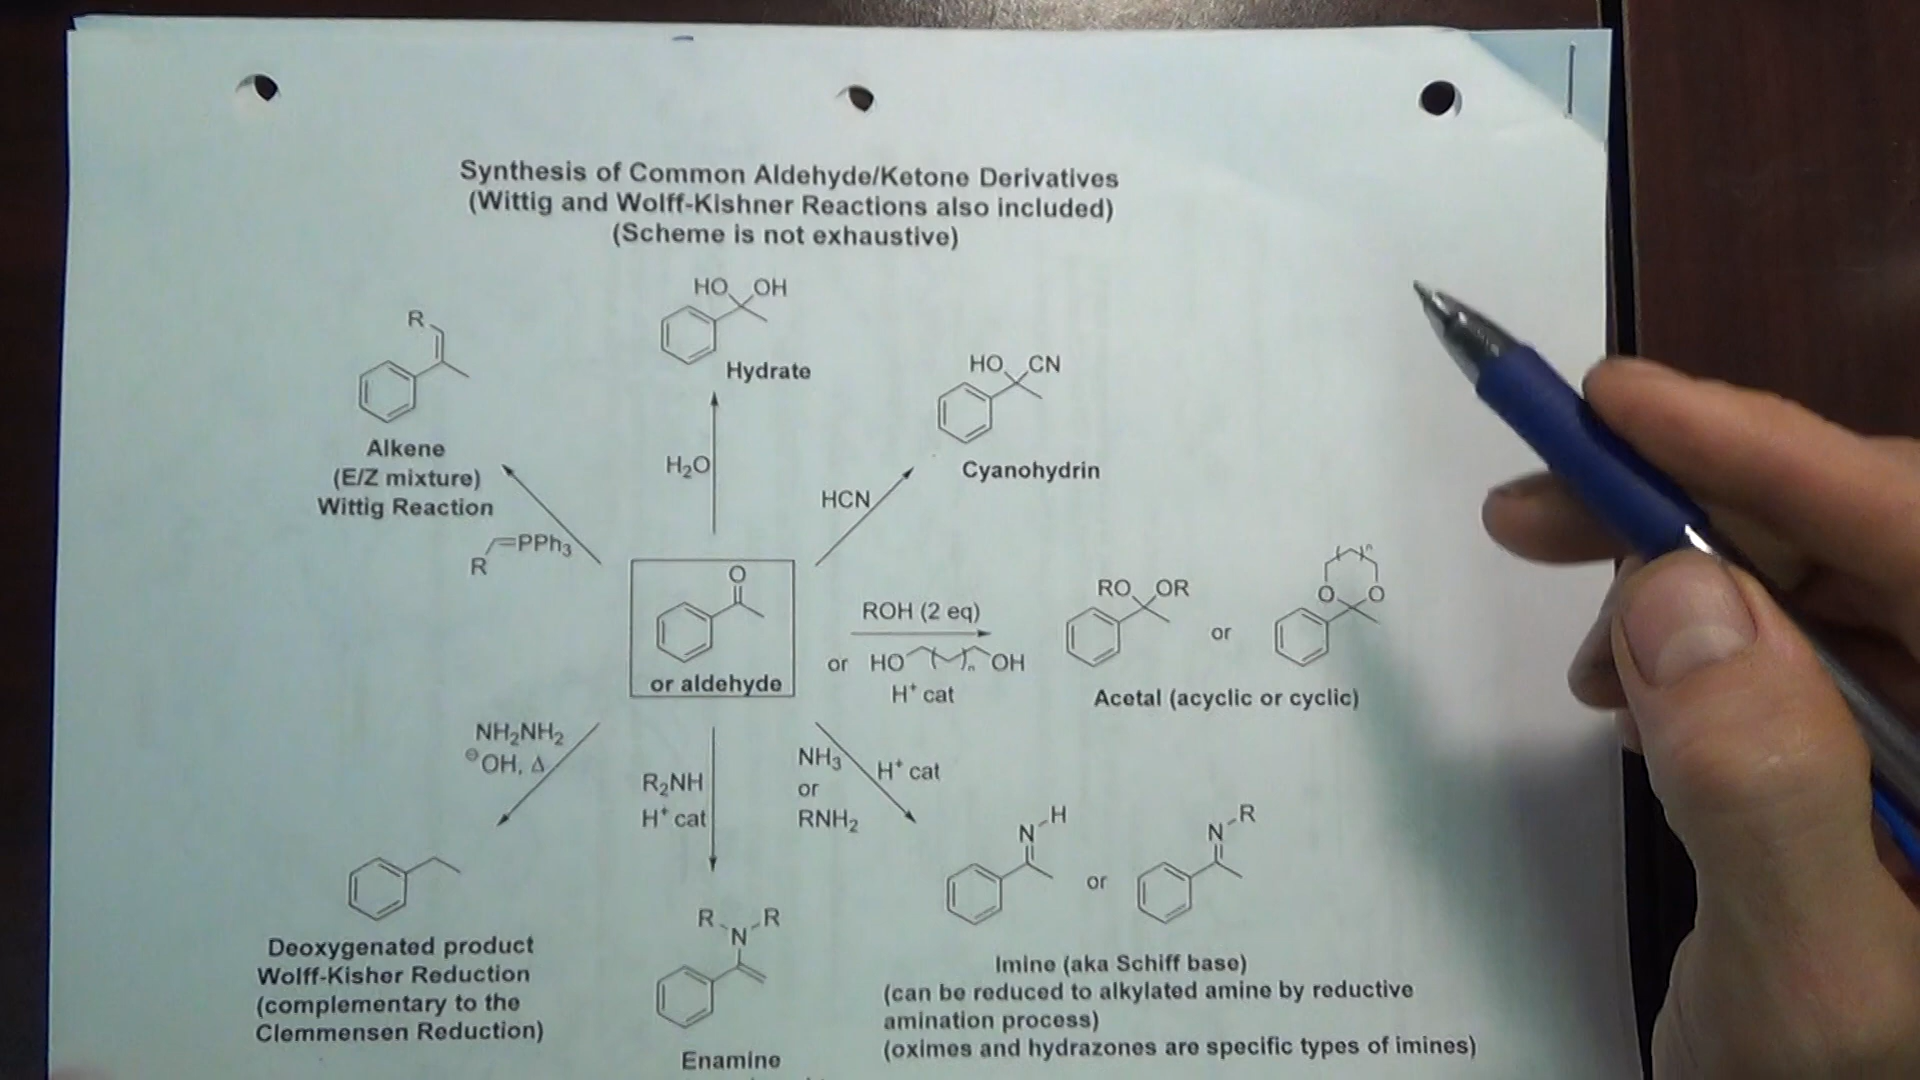 Synthesis of Common Aldehyde/Ketone Derivatives
(Wittig and Wolff-Kishner Reactions also included)
(Scheme is not exhaustive)
HO OH
Hydrate
R
Alkene
(E/Z mixture)
Wittig Reaction
HO CN
Cyanohydrin
H₂O
HCN
R =PPh₃
O
or aldehyde
ROH (2 eq)
or HO ( )n OH
H⁺ cat
RO OR
or
n
O O
Acetal (acyclic or cyclic)
NH₂NH₂
⊖OH, Δ
R₂NH
H⁺ cat
NH₃
or
RNH₂
H⁺ cat
Deoxygenated product
Wolff-Kisher Reduction
(complementary to the
Clemmensen Reduction)
R N R
Enamine
N H
or
N R
Imine (aka Schiff base)
(can be reduced to alkylated amine by reductive
amination process)
(oximes and hydrazones are specific types of imines)